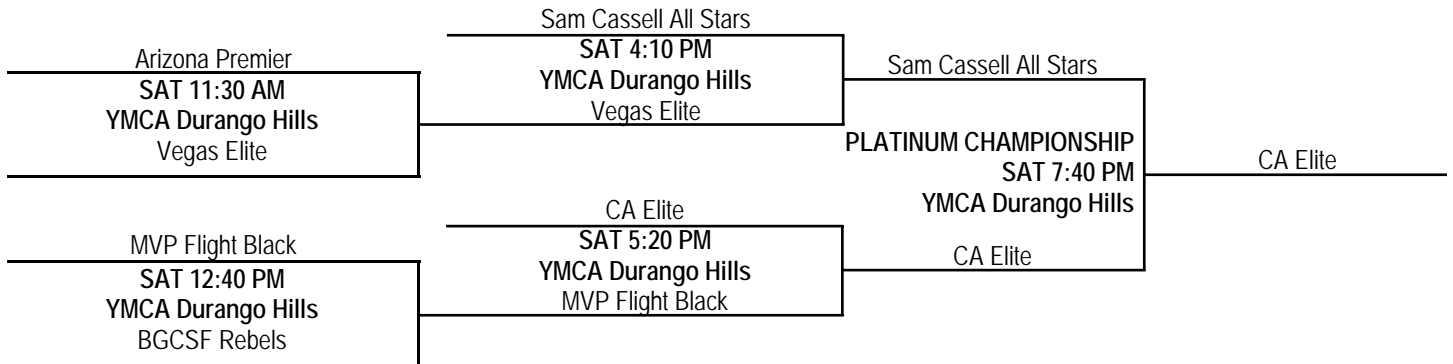 Sam Cassell All Stars
Arizona Premier
SAT 4:10 PM
Sam Cassell All Stars
SAT 11:30 AM
YMCA Durango Hills
YMCA Durango Hills
Vegas Elite
Vegas Elite
PLATINUM CHAMPIONSHIP
SAT 7:40 PM
CA Elite
YMCA Durango Hills
CA Elite
MVP Flight Black
SAT 5:20 PM
CA Elite
SAT 12:40 PM
YMCA Durango Hills
YMCA Durango Hills
MVP Flight Black
BGCSF Rebels